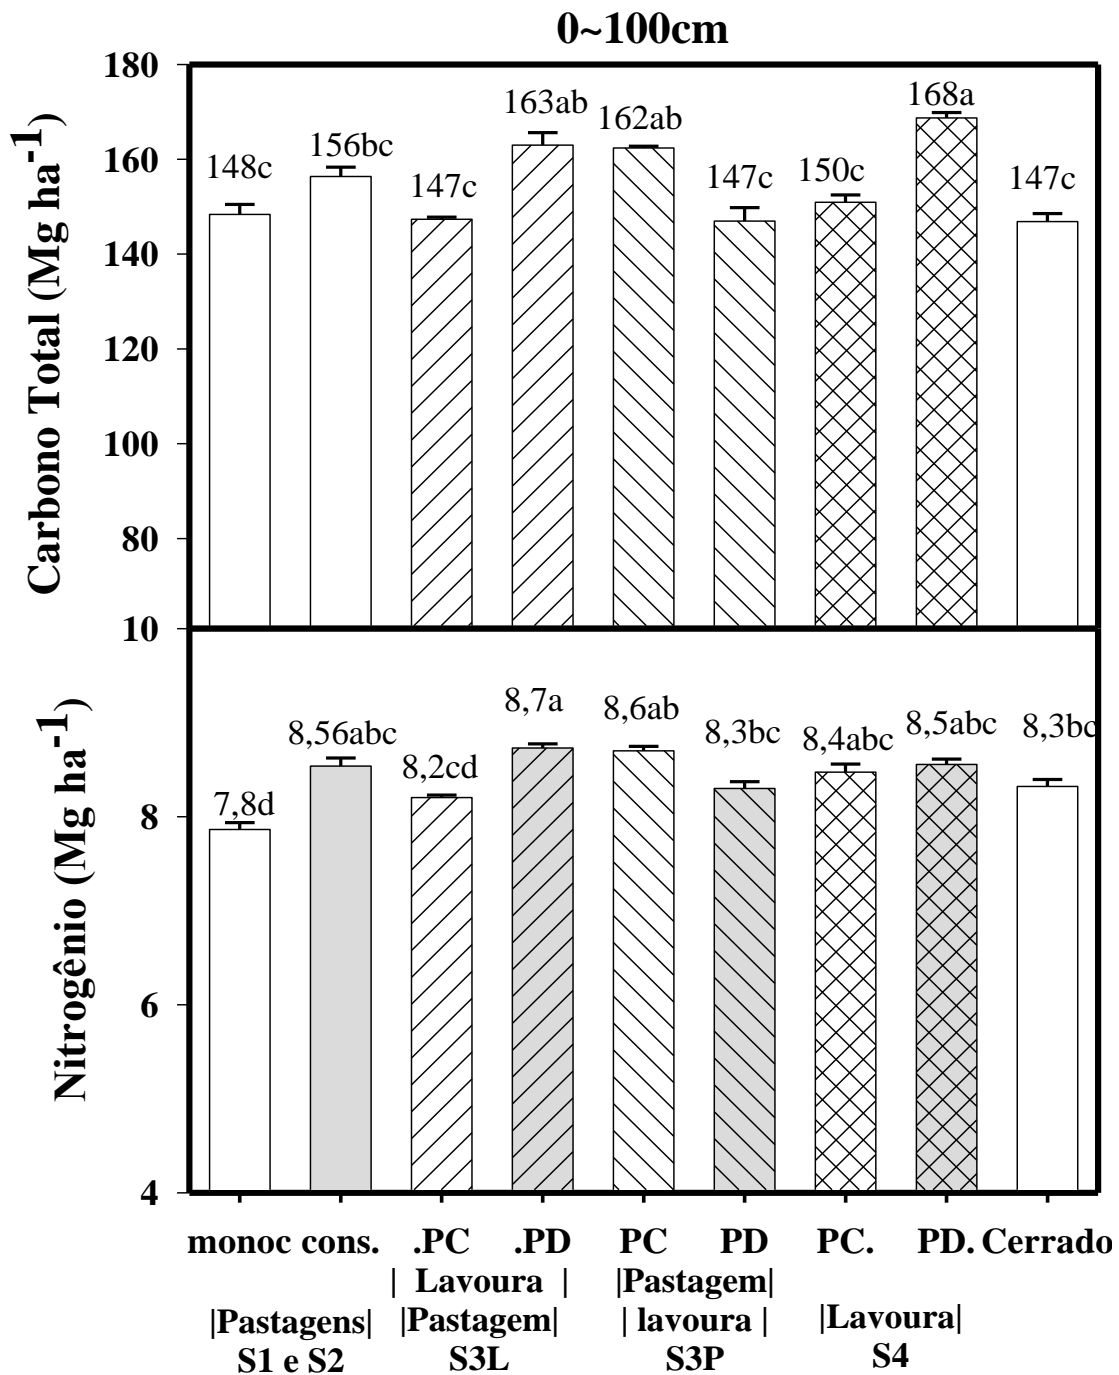 0~100cm
Carbono Total (Mg ha-1)
180
160
140
120
100
80
10
148c
156bc
147c
163ab
162ab
147c
150c
168a
147c
Nitrogênio (Mg ha-1)
8
6
4
7,8d
8,56abc
8,2cd
8,7a
8,6ab
8,3bc
8,4abc
8,5abc
8,3bc
monoc cons. .PC .PD PC PD PC. PD. Cerrado
| Lavoura | |Pastagem|
|Pastagens| |Pastagem| | lavoura | |Lavoura|
S1 e S2 S3L S3P S4